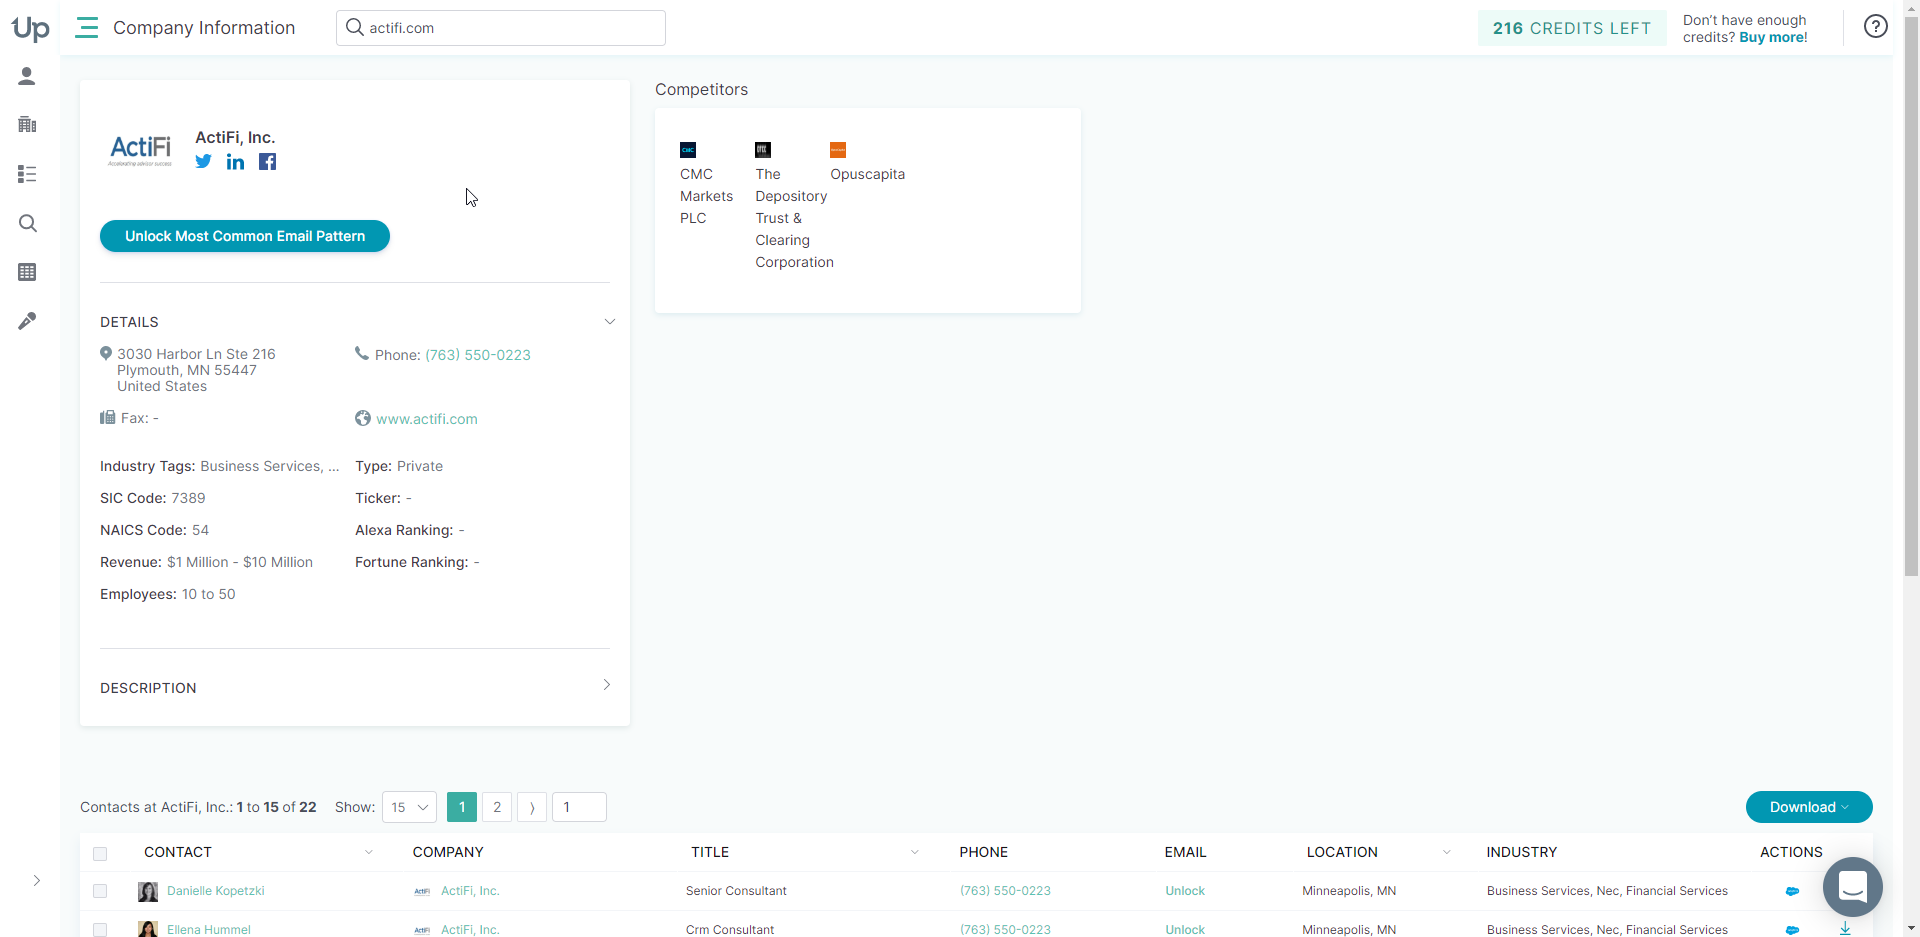 Up
Company Information
actifi.com
216 CREDITS LEFT
Don't have enough
credits? Buy more!
ActiFi
Accelerating advisor success
ActiFi, Inc.
Unlock Most Common Email Pattern
DETAILS
3030 Harbor Ln Ste 216
Plymouth, MN 55447
United States
Phone: (763) 550-0223
Fax: -
www.actifi.com
Industry Tags: Business Services, ...
Type: Private
SIC Code: 7389
Ticker: -
NAICS Code: 54
Alexa Ranking: -
Revenue: $1 Million - $10 Million
Fortune Ranking: -
Employees: 10 to 50
DESCRIPTION
Competitors
CMC
CMC
Markets
PLC
The
Depository
Trust &
Clearing
Corporation
Opuscapita
Contacts at ActiFi, Inc.: 1 to 15 of 22
Show: 15
1 2 ⟩ 1
Download
CONTACT COMPANY TITLE PHONE EMAIL LOCATION INDUSTRY ACTIONS
Danielle Kopetzki ActiFi ActiFi, Inc. Senior Consultant (763) 550-0223 Unlock Minneapolis, MN Business Services, Nec, Financial Services
Ellena Hummel ActiFi ActiFi, Inc. Crm Consultant (763) 550-0223 Unlock Minneapolis, MN Business Services, Nec, Financial Services